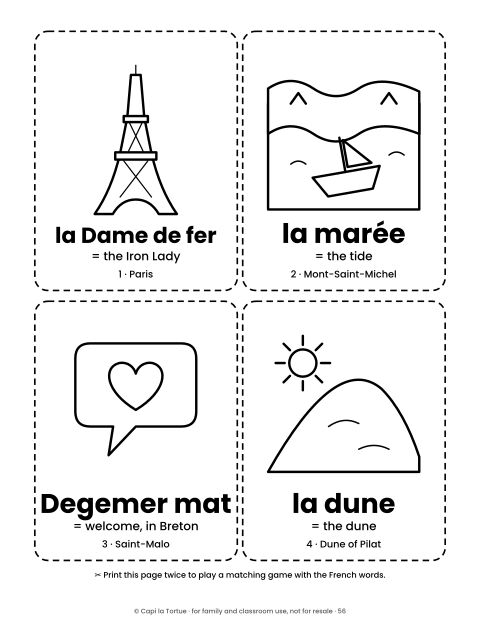 la Dame de fer
= the Iron Lady
1 · Paris
la marée
= the tide
2 · Mont-Saint-Michel
Degemer mat
= welcome, in Breton
3 · Saint-Malo
la dune
= the dune
4 · Dune of Pilat
✂ Print this page twice to play a matching game with the French words.
© Capi la Tortue · for family and classroom use, not for resale · 56